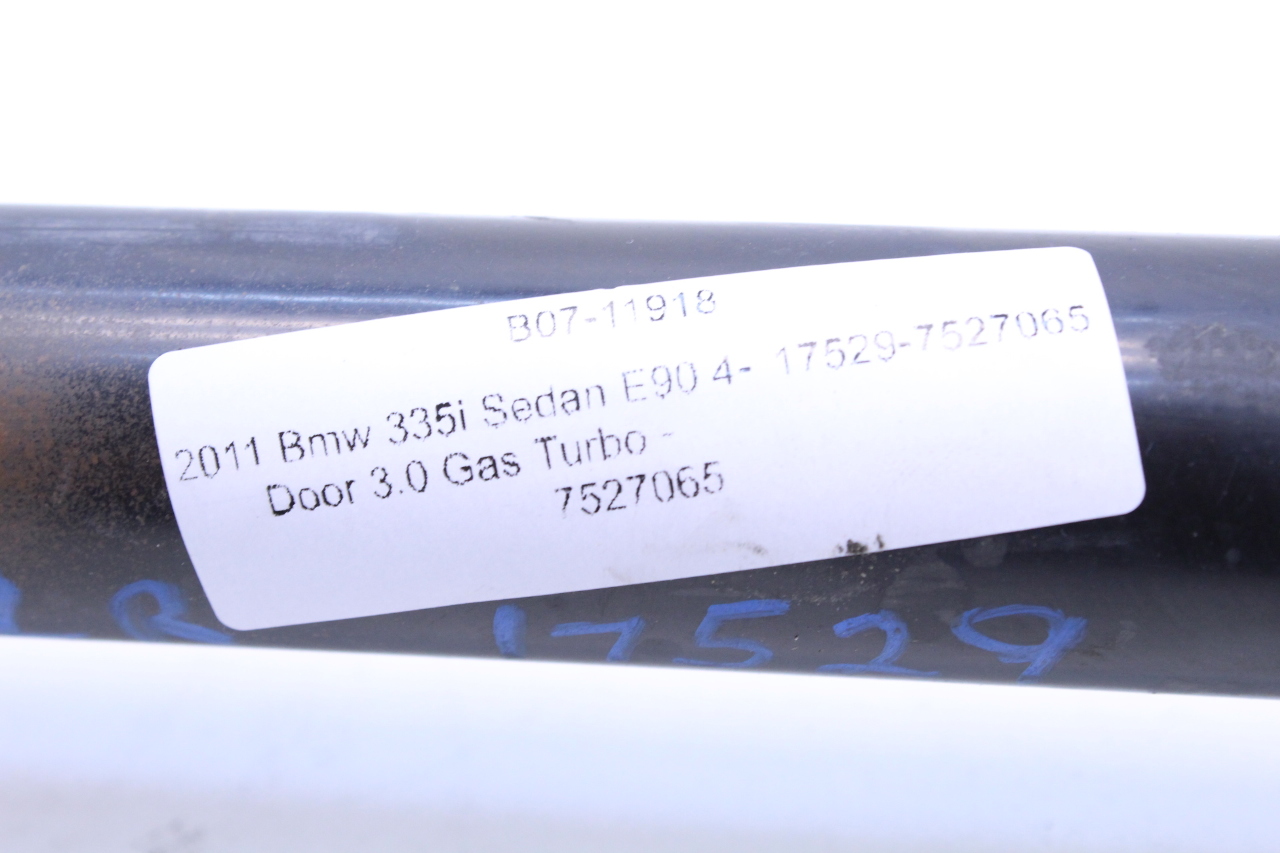 B07-11918
2011 Bmw 335i Sedan E90 4- 17529-7527065
Door 3.0 Gas Turbo -
7527065
R 17529